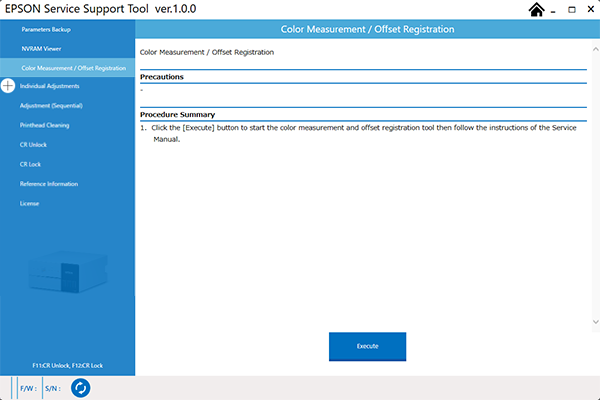 EPSON Service Support Tool ver.1.0.0
Parameters Backup
NVRAM Viewer
Color Measurement / Offset Registration
Individual Adjustments
Adjustment (Sequential)
Printhead Cleaning
CR Unlock
CR Lock
Reference Information
License
F11:CR Unlock, F12:CR Lock
Color Measurement / Offset Registration
Color Measurement / Offset Registration
Precautions
-
Procedure Summary
1. Click the [Execute] button to start the color measurement and offset registration tool then follow the instructions of the Service
Manual.
Execute
F/W : S/N :